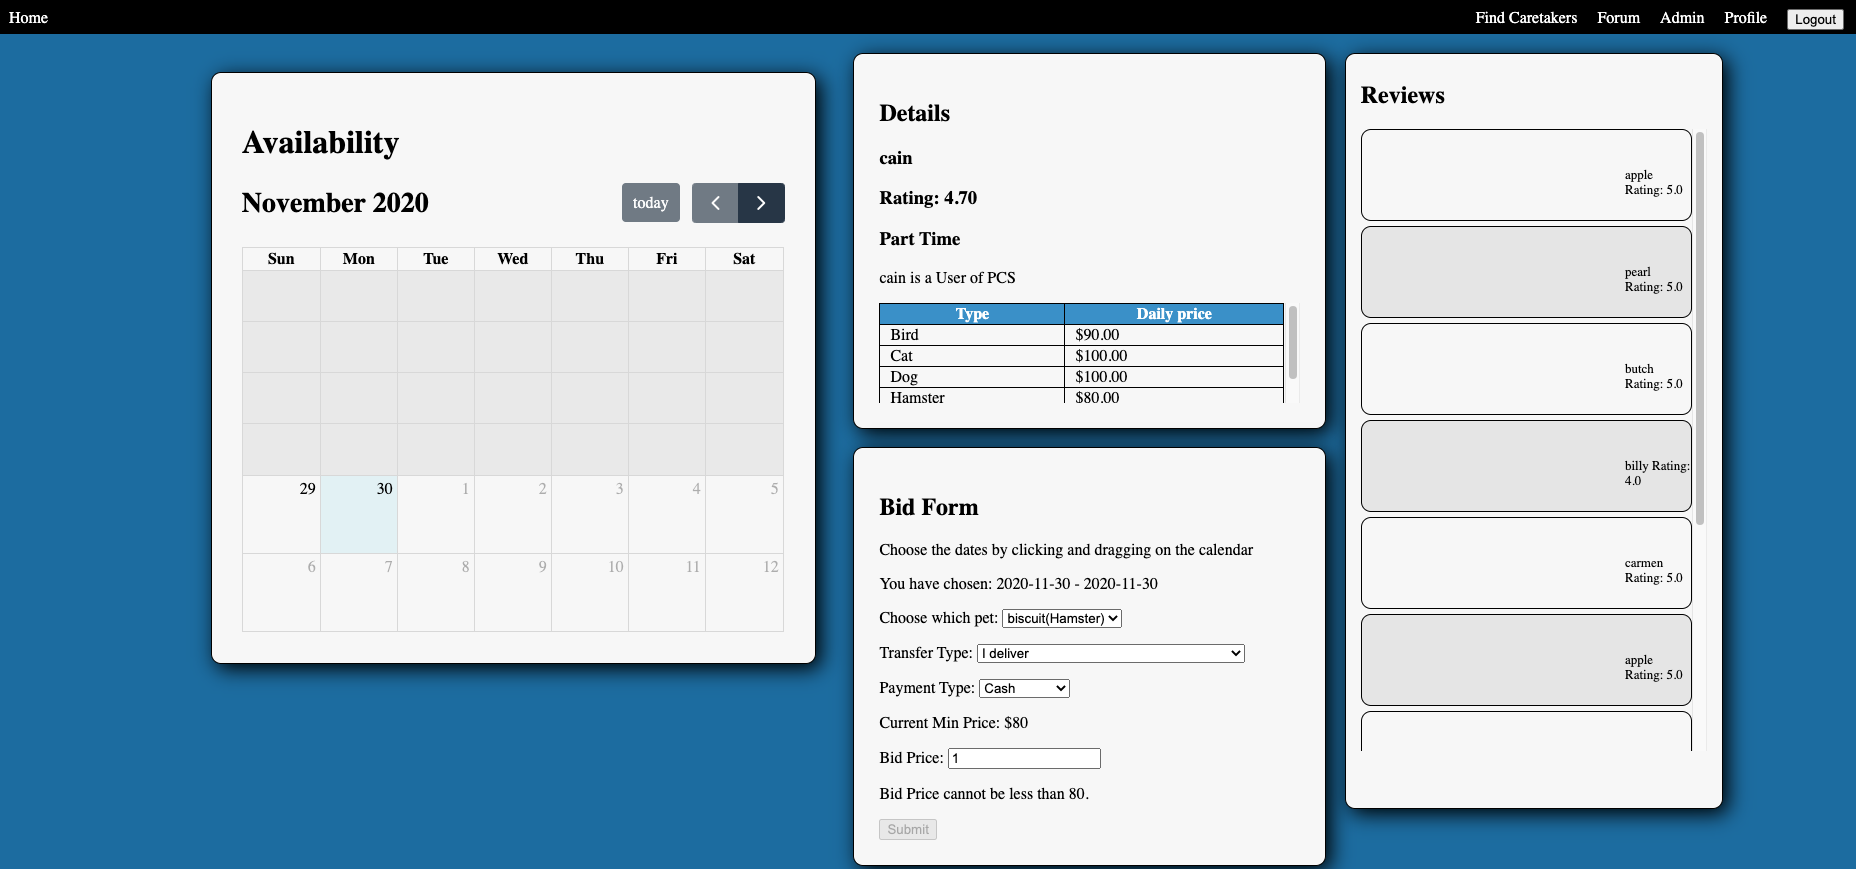 Home Find Caretakers Forum Admin Profile Logout
Availability
November 2020 today
Sun Mon Tue Wed Thu Fri Sat
29 30 1 2 3 4 5
6 7 8 9 10 11 12
Details
cain
Rating: 4.70
Part Time
cain is a User of PCS
Type Daily price
Bird $90.00
Cat $100.00
Dog $100.00
Hamster $80.00
Bid Form
Choose the dates by clicking and dragging on the calendar
You have chosen: 2020-11-30 - 2020-11-30
Choose which pet: biscuit(Hamster)
Transfer Type: I deliver
Payment Type: Cash
Current Min Price: $80
Bid Price: 1
Bid Price cannot be less than 80.
Submit
Reviews
apple
Rating: 5.0
pearl
Rating: 5.0
butch
Rating: 5.0
billy Rating:
4.0
carmen
Rating: 5.0
apple
Rating: 5.0